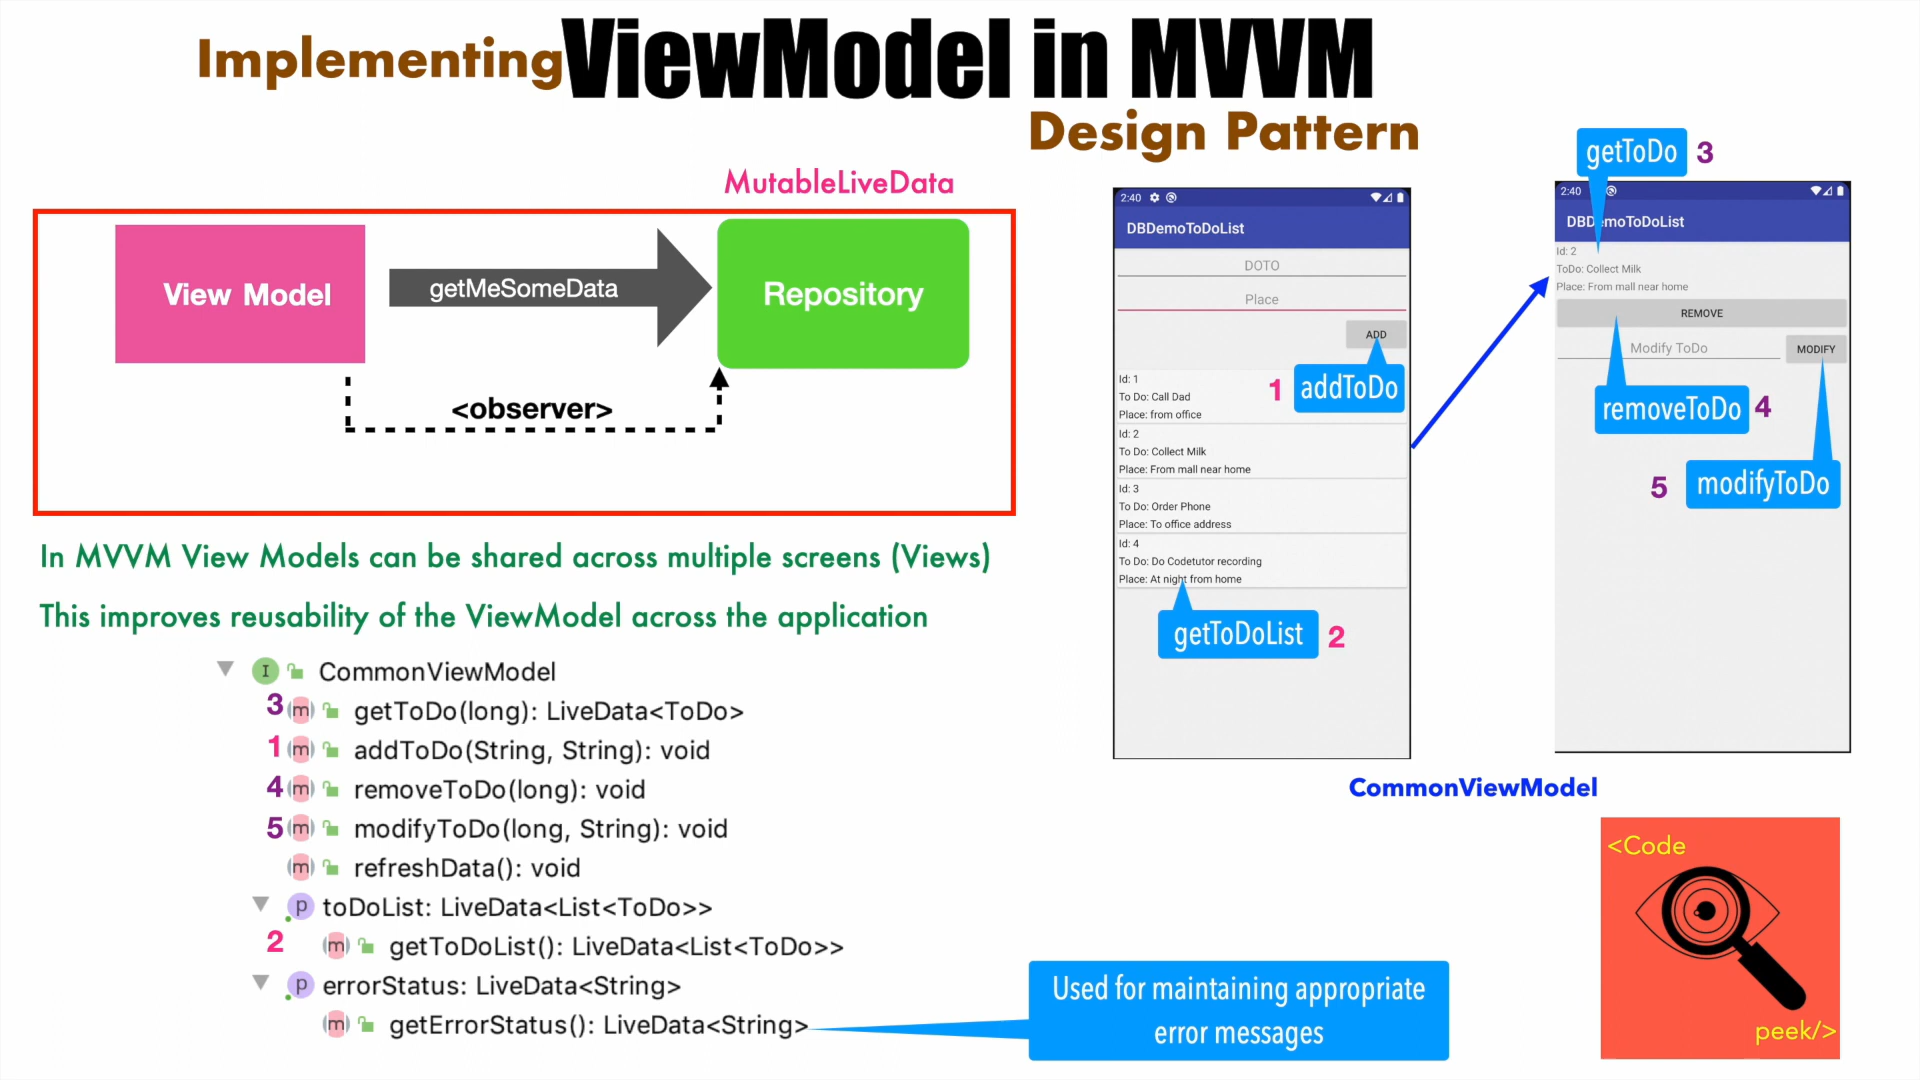 Implementing ViewModel in MVVM
Design Pattern
MutableLiveData
View Model
getMeSomeData
Repository
<observer>
In MVVM View Models can be shared across multiple screens (Views)
This improves reusability of the ViewModel across the application
I CommonViewModel
3 m getToDo(long): LiveData<ToDo>
1 m addToDo(String, String): void
4 m removeToDo(long): void
5 m modifyToDo(long, String): void
m refreshData(): void
p toDoList: LiveData<List<ToDo>>
2 m getToDoList(): LiveData<List<ToDo>>
p errorStatus: LiveData<String>
m getErrorStatus(): LiveData<String>
Used for maintaining appropriate
error messages
2:40
DBDemoToDoList
DOTO
Place
ADD
1 addToDo
Id: 1
To Do: Call Dad
Place: from office
Id: 2
To Do: Collect Milk
Place: From mall near home
Id: 3
To Do: Order Phone
Place: To office address
Id: 4
To Do: Do Codetutor recording
Place: At night from home
getToDoList 2
getToDo 3
2:40
DBDemoToDoList
Id: 2
ToDo: Collect Milk
Place: From mall near home
REMOVE
Modify ToDo
MODIFY
removeToDo 4
5 modifyToDo
CommonViewModel
<Code
peek/>